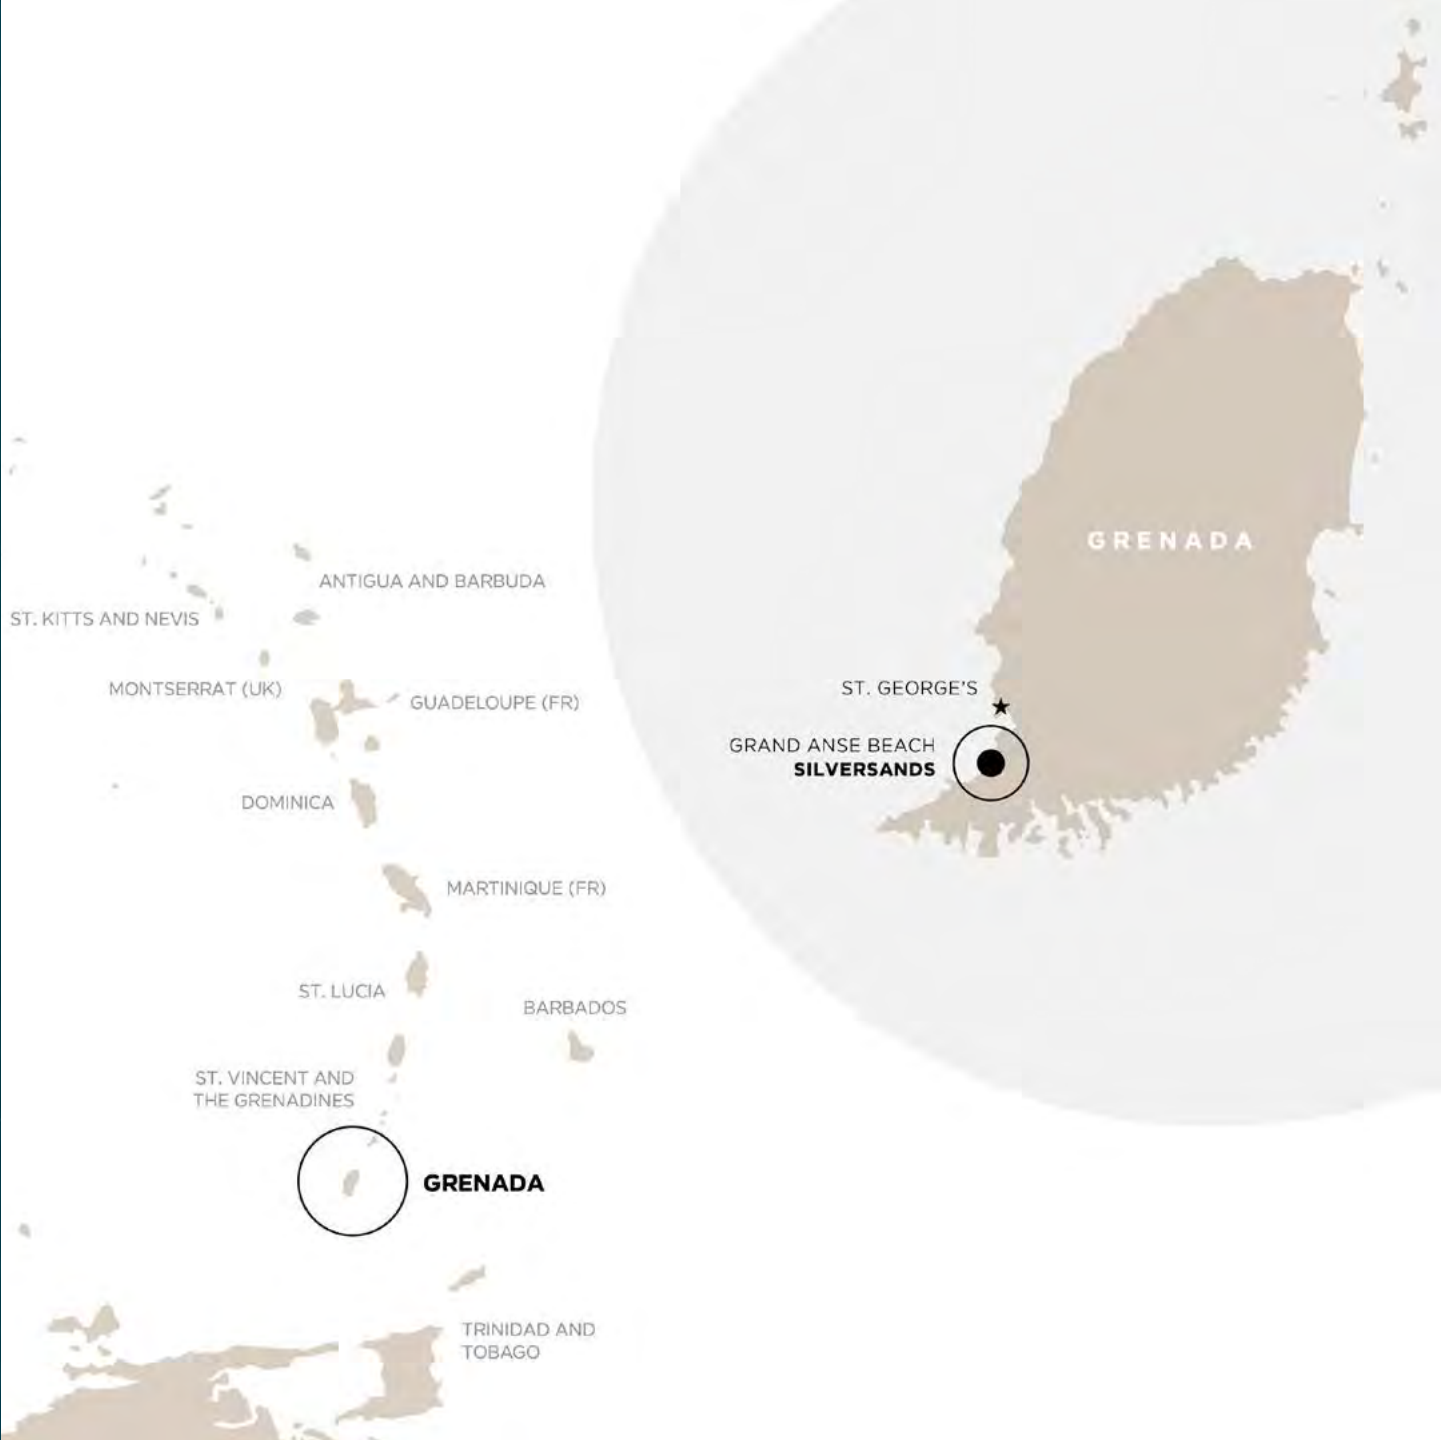 GRENADA
ST. GEORGE'S
GRAND ANSE BEACH
SILVERSANDS
ANTIGUA AND BARBUDA
ST. KITTS AND NEVIS
MONTSERRAT (UK)
GUADELOUPE (FR)
DOMINICA
MARTINIQUE (FR)
ST. LUCIA
BARBADOS
ST. VINCENT AND
THE GRENADINES
GRENADA
TRINIDAD AND
TOBAGO